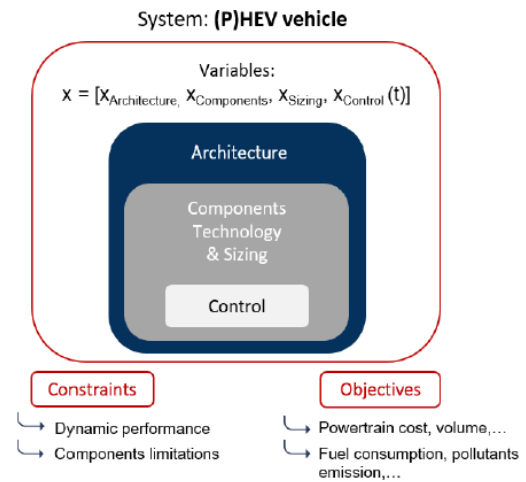 System: (P)HEV vehicle
Variables:
x = [xArchitecture, xComponents, xSizing, xControl (t)]
Architecture
Components
Technology
& Sizing
Control
Constraints
Dynamic performance
Components limitations
Objectives
Powertrain cost, volume,...
Fuel consumption, pollutants
emission,...